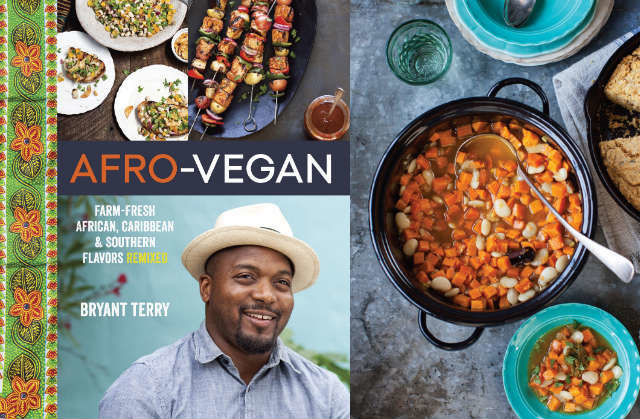 AFRO-VEGAN
FARM-FRESH
AFRICAN, CARIBBEAN
& SOUTHERN
FLAVORS REMIXED
BRYANT TERRY